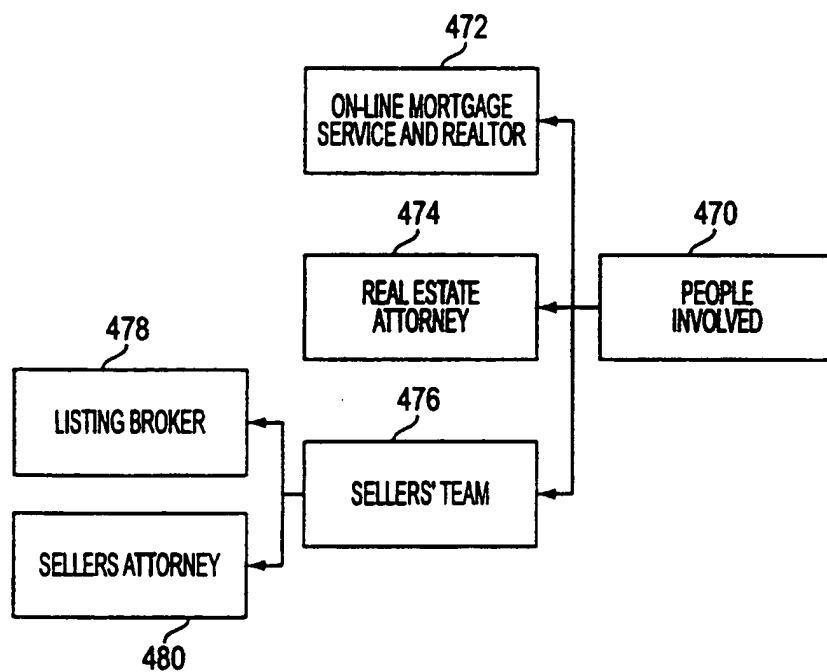 472
ON-LINE MORTGAGE
SERVICE AND REALTOR
474
REAL ESTATE
ATTORNEY
470
PEOPLE
INVOLVED
478
LISTING BROKER
476
SELLERS' TEAM
SELLERS ATTORNEY
480